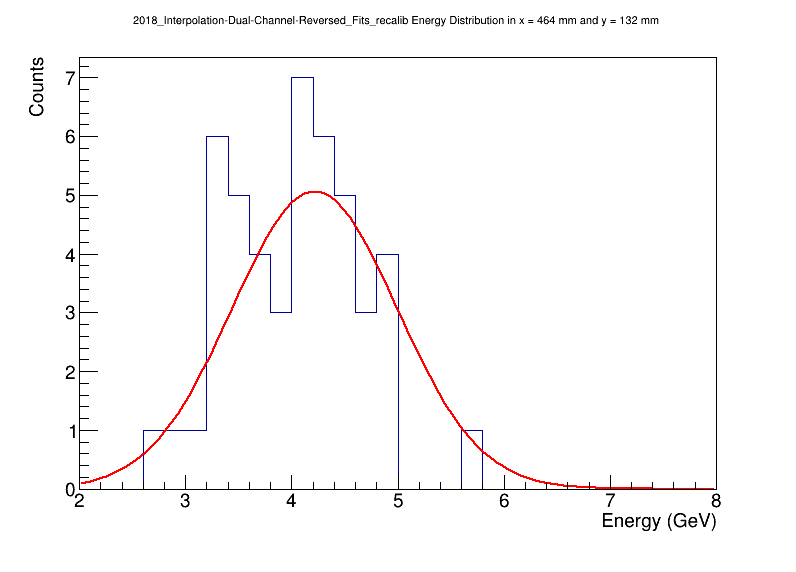 2018_Interpolation-Dual-Channel-Reversed_Fits_recalib Energy Distribution in x = 464 mm and y = 132 mm
Counts
7
6
5
4
3
2
1
0
2 3 4 5 6 7 8
Energy (GeV)